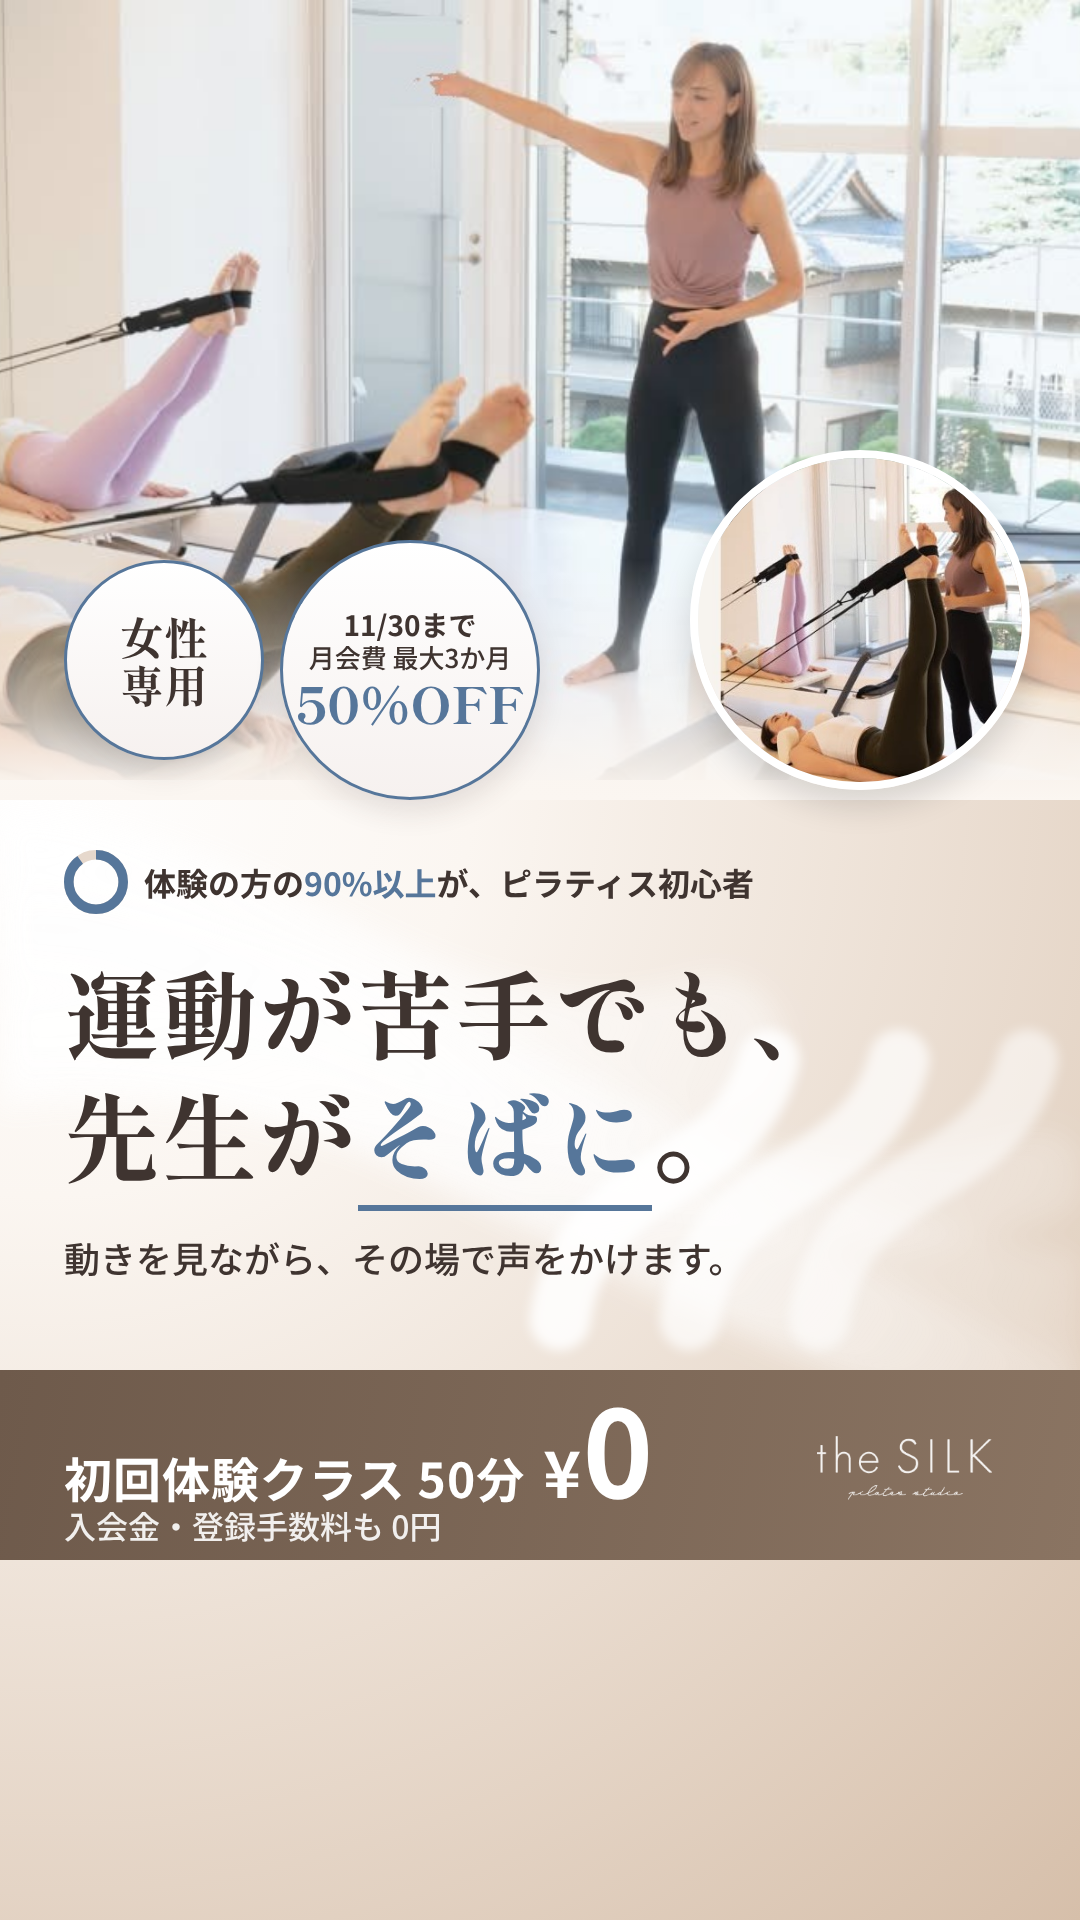 女性
専用
11/30まで
月会費 最大3か月
50%OFF
体験の方の90%以上が、ピラティス初心者
運動が苦手でも、
先生がそばに。
動きを見ながら、その場で声をかけます。
初回体験クラス 50分 ¥0
入会金・登録手数料も 0円
the SILK
pilates studio